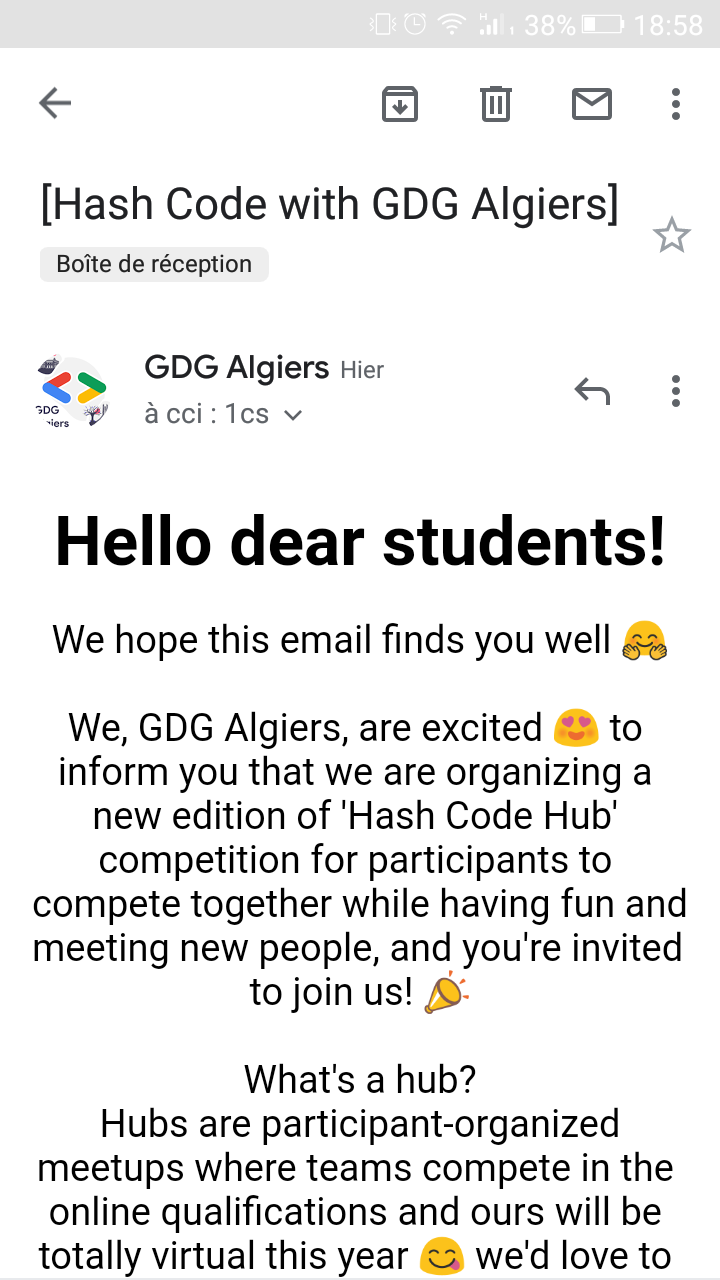 H 38% 18:58
[Hash Code with GDG Algiers]
Boîte de réception
GDG Algiers Hier
GDG
à cci : 1cs
Hello dear students!
We hope this email finds you well 🤗
We, GDG Algiers, are excited 😍 to
inform you that we are organizing a
new edition of 'Hash Code Hub'
competition for participants to
compete together while having fun and
meeting new people, and you're invited
to join us! 🎉
What's a hub?
Hubs are participant-organized
meetups where teams compete in the
online qualifications and ours will be
totally virtual this year 😋 we'd love to